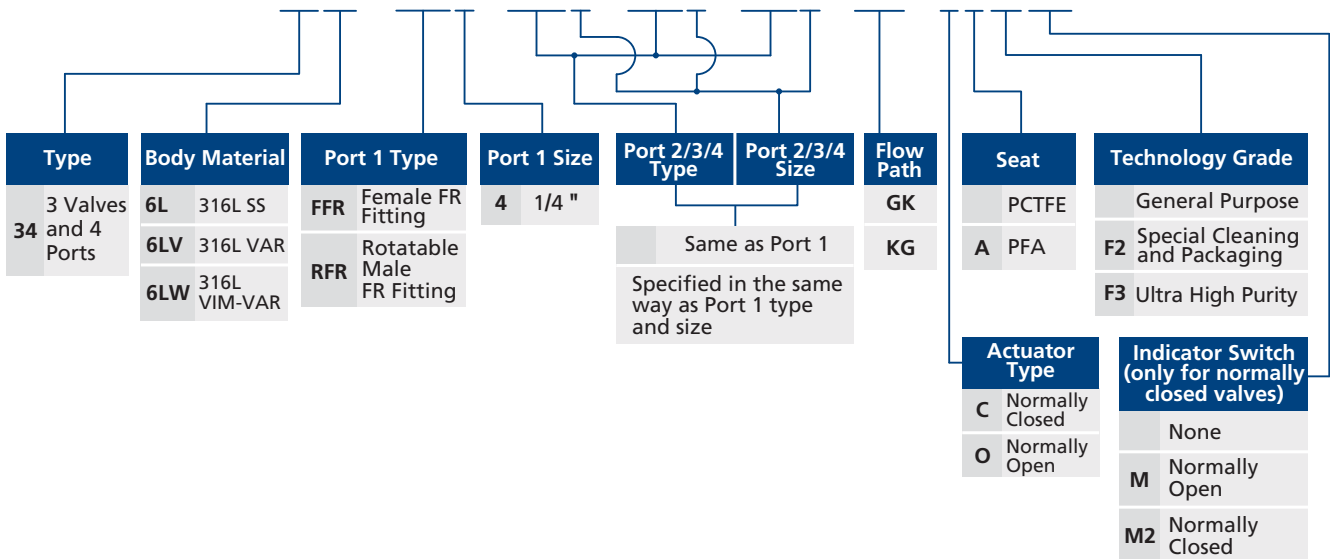 Type
34
3 Valves
and 4
Ports
Body Material
6L 316L SS
6LV 316L VAR
6LW
316L
VIM-VAR
Port 1 Type
FFR
Female FR
Fitting
RFR
Rotatable
Male
FR Fitting
Port 1 Size
4 1/4 "
Port 2/3/4
Type
Port 2/3/4
Size
Same as Port 1
Specified in the same
way as Port 1 type
and size
Flow
Path
GK
KG
Seat
PCTFE
A PFA
Technology Grade
General Purpose
F2
Special Cleaning
and Packaging
F3 Ultra High Purity
Actuator
Type
C
Normally
Closed
O
Normally
Open
Indicator Switch
(only for normally
closed valves)
None
M
Normally
Open
M2
Normally
Closed